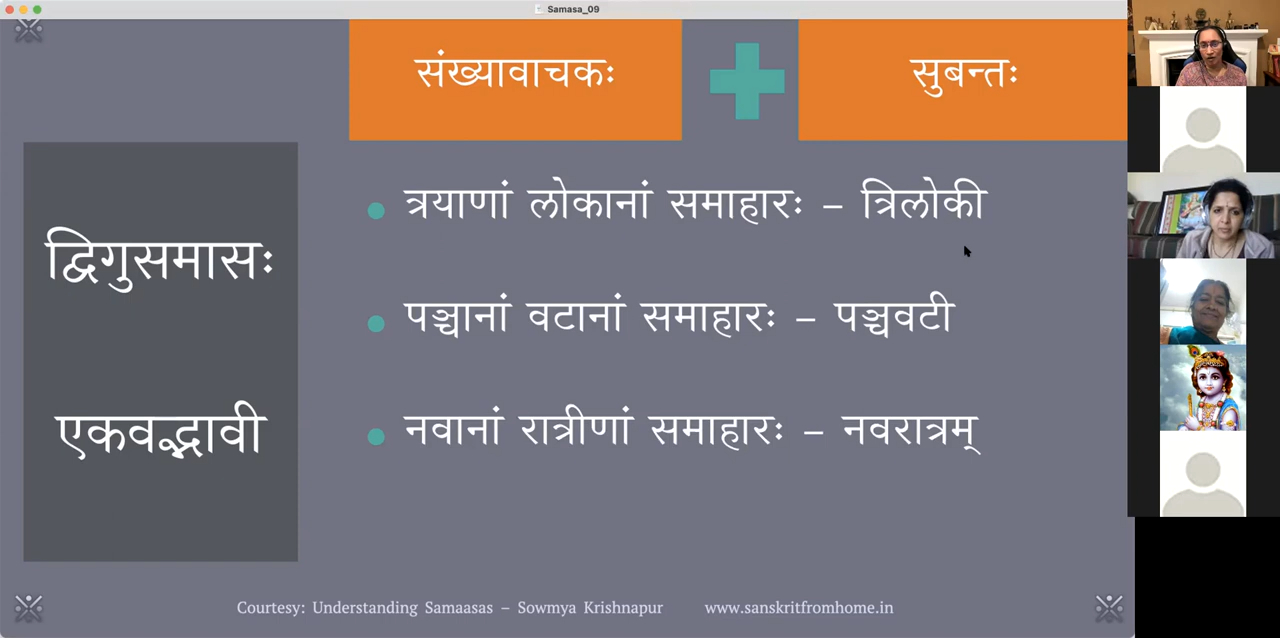 Samasa_09
संख्यावाचकः
सुबन्तः
द्विगुसमासः
एकवद्भावी
त्रयाणां लोकानां समाहारः – त्रिलोकी
पञ्चानां वटानां समाहारः – पञ्चवटी
नवानां रात्रीणां समाहारः – नवरात्रम्
Courtesy: Understanding Samaasas – Sowmya Krishnapur www.sanskritfromhome.in